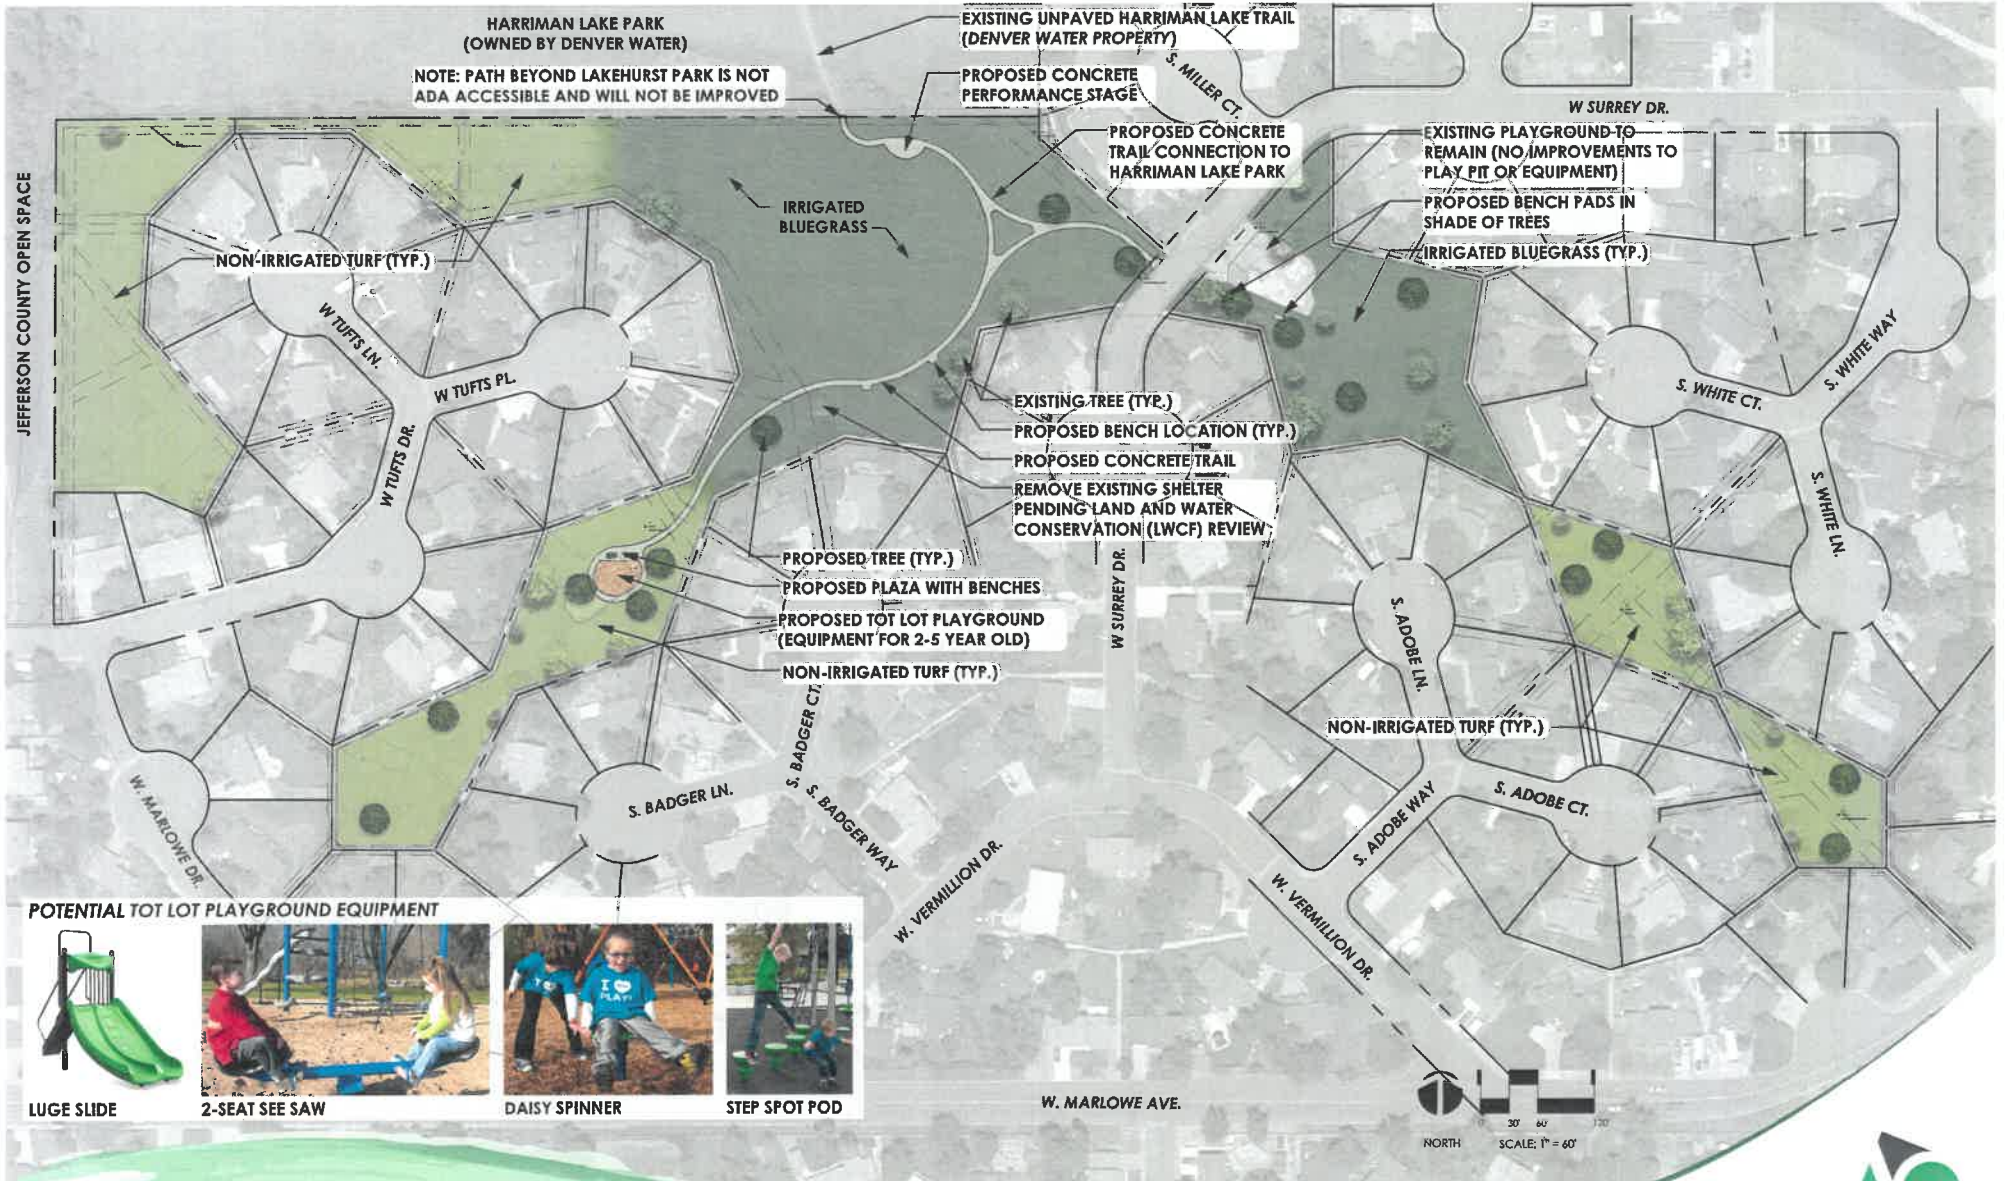 HARRIMAN LAKE PARK
(OWNED BY DENVER WATER)
EXISTING UNPAVED HARRIMAN LAKE TRAIL
(DENVER WATER PROPERTY)
NOTE: PATH BEYOND LAKEHURST PARK IS NOT
ADA ACCESSIBLE AND WILL NOT BE IMPROVED
PROPOSED CONCRETE
PERFORMANCE STAGE
S. MILLER CT.
W SURREY DR.
PROPOSED CONCRETE
TRAIL CONNECTION TO
HARRIMAN LAKE PARK
EXISTING PLAYGROUND TO
REMAIN (NO IMPROVEMENTS TO
PLAY PIT OR EQUIPMENT)
PROPOSED BENCH PADS IN
SHADE OF TREES
IRRIGATED BLUEGRASS (TYP.)
JEFFERSON COUNTY OPEN SPACE
IRRIGATED
BLUEGRASS
NON-IRRIGATED TURF (TYP.)
W TUFTS LN.
W TUFTS PL.
W TUFTS DR.
S. WHITE WAY
S. WHITE CT.
S. WHITE LN.
EXISTING TREE (TYP.)
PROPOSED BENCH LOCATION (TYP.)
PROPOSED CONCRETE TRAIL
REMOVE EXISTING SHELTER
PENDING LAND AND WATER
CONSERVATION (LWCF) REVIEW
PROPOSED TREE (TYP.)
PROPOSED PLAZA WITH BENCHES
PROPOSED TOT LOT PLAYGROUND
(EQUIPMENT FOR 2-5 YEAR OLD)
NON-IRRIGATED TURF (TYP.)
W SURREY DR.
S. ADOBE LN.
NON-IRRIGATED TURF (TYP.)
S. BADGER CT.
S. BADGER LN.
S. BADGER WAY
W. MARLOWE DR.
W. VERMILLION DR.
S. ADOBE WAY
S. ADOBE CT.
W. VERMILLION DR.
POTENTIAL TOT LOT PLAYGROUND EQUIPMENT
I
PLAY!
LUGE SLIDE
2-SEAT SEE SAW
DAISY SPINNER
STEP SPOT POD
W. MARLOWE AVE.
0' 30' 60' 120'
NORTH
SCALE: 1" = 60'